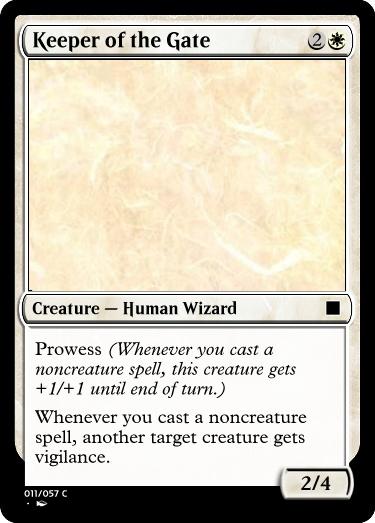 Keeper of the Gate 2
Creature — Human Wizard
Prowess (Whenever you cast a
noncreature spell, this creature gets
+1/+1 until end of turn.)
Whenever you cast a noncreature
spell, another target creature gets
vigilance.
2/4
011/057 C